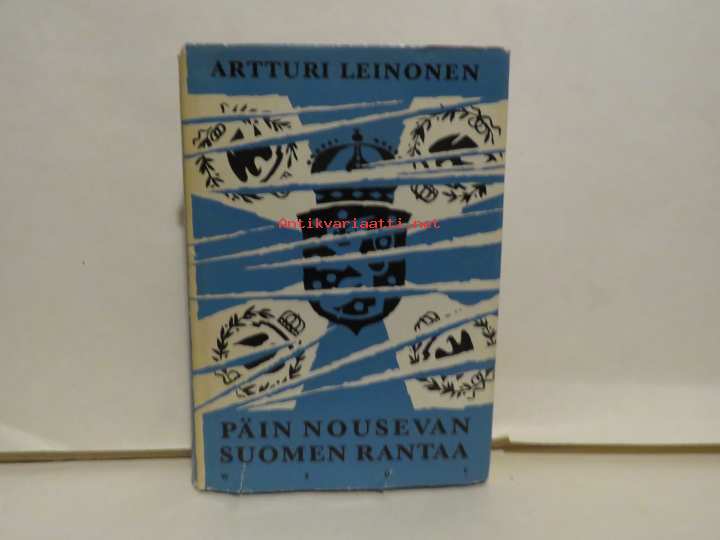 ARTTURI LEINONEN
Antikvariaatti.net
PÄIN NOUSEVAN
SUOMEN RANTAA
W S O Y